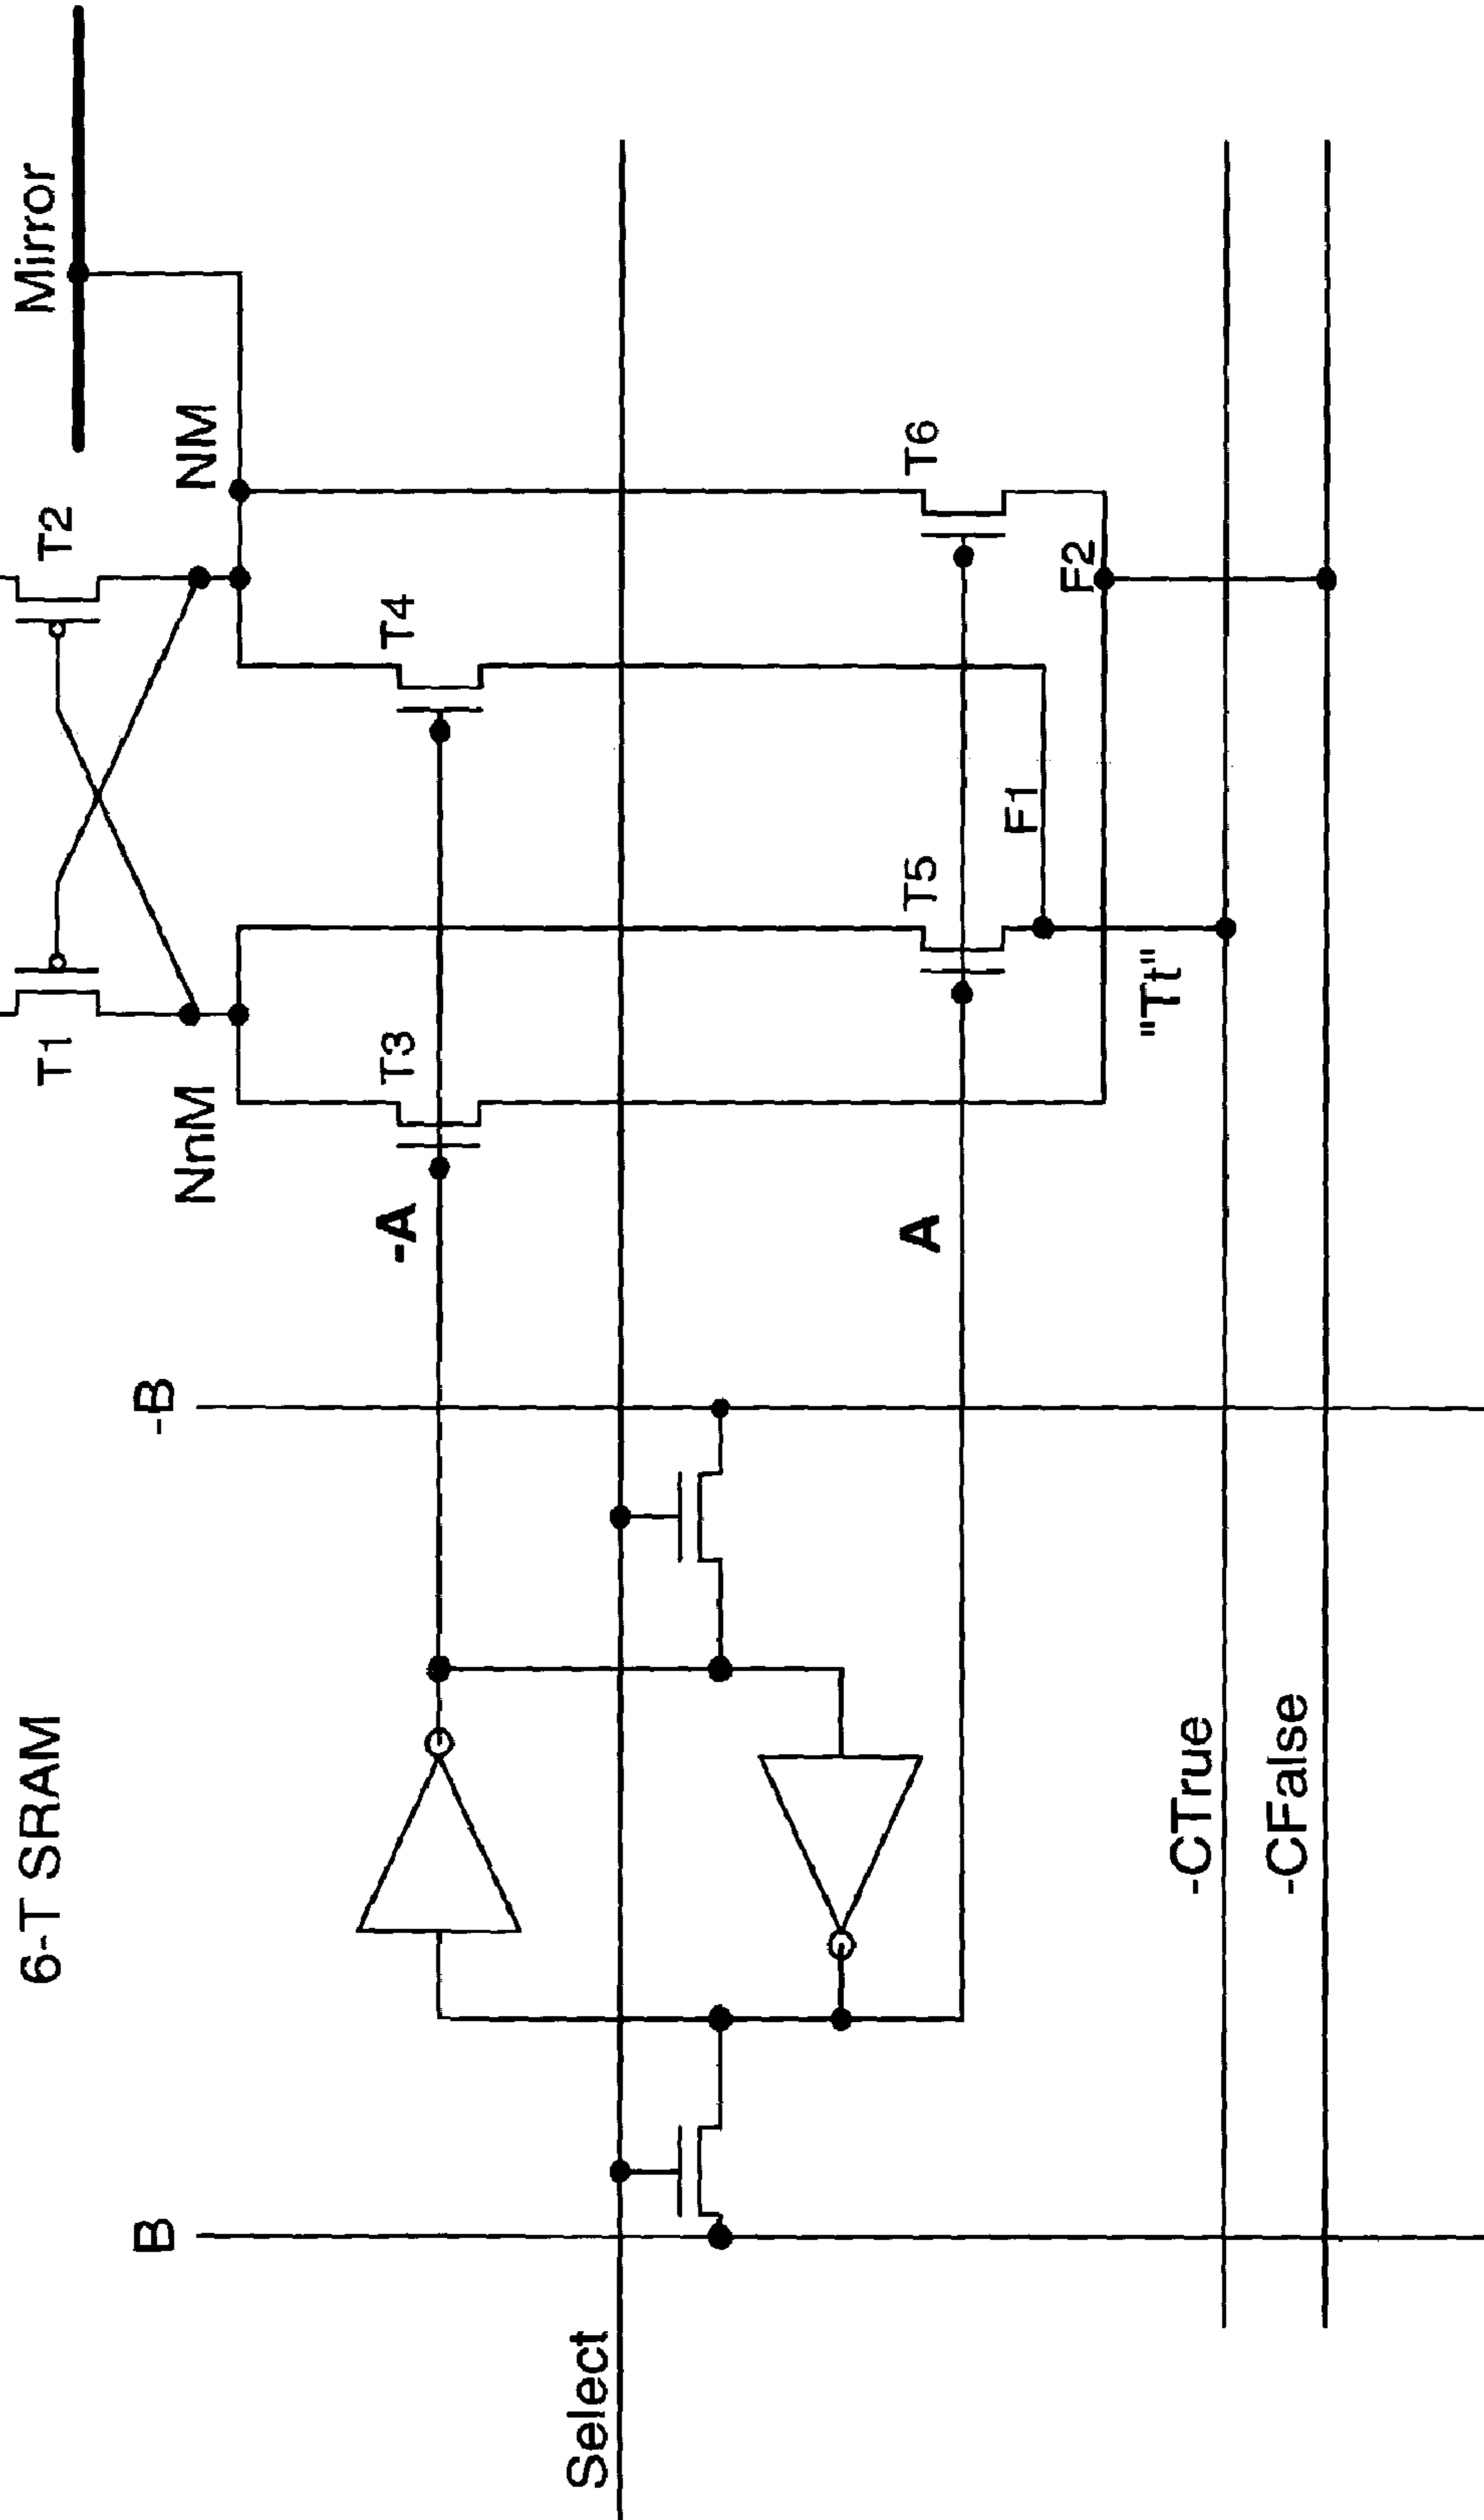 6-T SRAM
T1
T2
Mirror
B
-B
NnM
NM
-A
T3
T4
Select
A
T5
T6
F1
F2
"Tt"
-CTrue
-CFalse